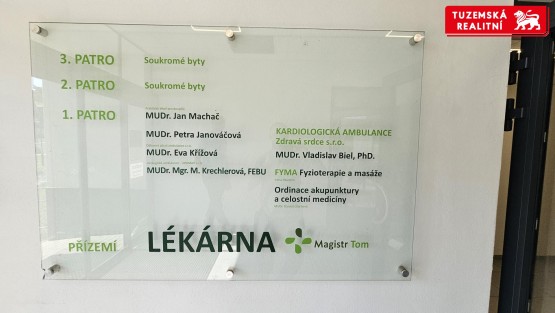 TUZEMSKÁ
REALITNÍ
3. PATRO Soukromé byty
2. PATRO Soukromé byty
1. PATRO
MUDr. Jan Machač
MUDr. Petra Janováčová
MUDr. Eva Křížová
MUDr. Mgr. M. Krechlerová, FEBU
KARDIOLOGICKÁ AMBULANCE
Zdravá srdce s.r.o.
MUDr. Vladislav Biel, PhD.
FYMA Fyzioterapie a masáže
Ordinace akupunktury
a celostní medicíny
PŘÍZEMÍ LÉKÁRNA Magistr Tom